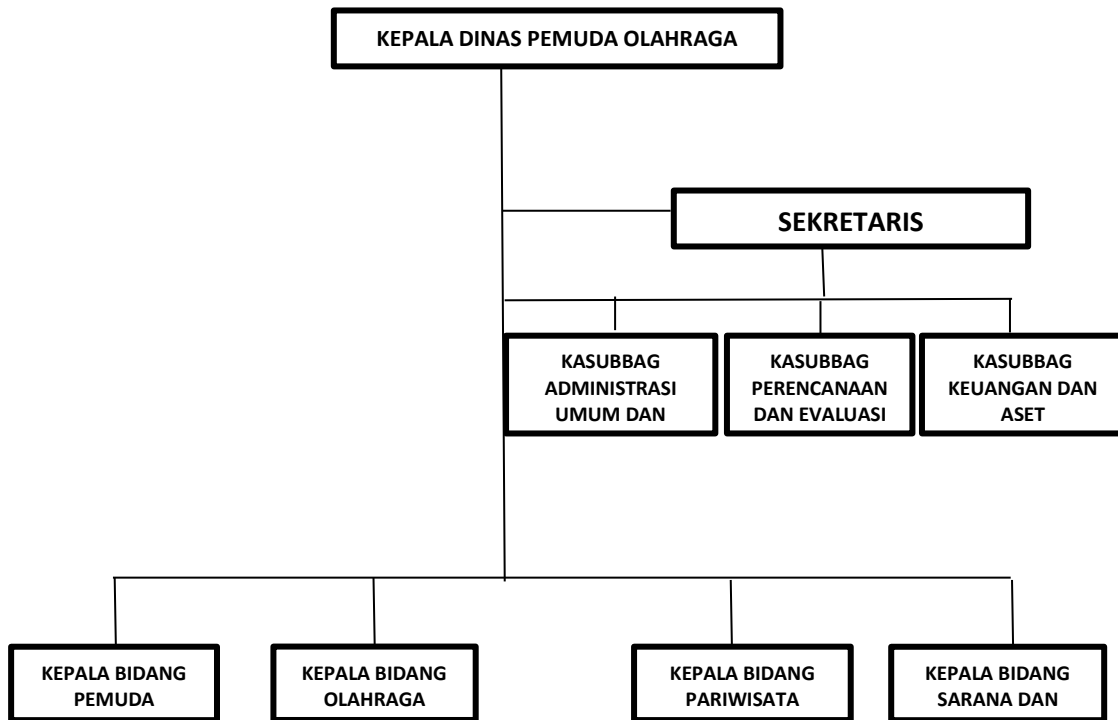 KEPALA DINAS PEMUDA OLAHRAGA
SEKRETARIS
KASUBBAG
ADMINISTRASI
UMUM DAN
KASUBBAG
PERENCANAAN
DAN EVALUASI
KASUBBAG
KEUANGAN DAN
ASET
KEPALA BIDANG
PEMUDA
KEPALA BIDANG
OLAHRAGA
KEPALA BIDANG
PARIWISATA
KEPALA BIDANG
SARANA DAN